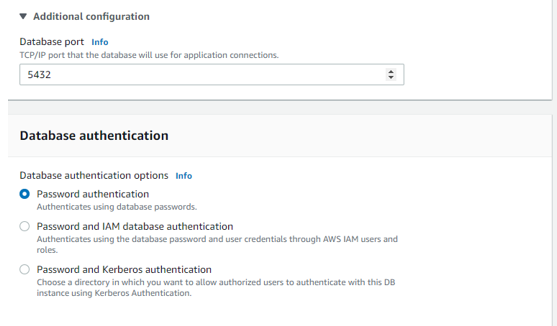 Additional configuration
Database port Info
TCP/IP port that the database will use for application connections.
5432
Database authentication
Database authentication options Info
Password authentication
Authenticates using database passwords.
Password and IAM database authentication
Authenticates using the database password and user credentials through AWS IAM users and
roles.
Password and Kerberos authentication
Choose a directory in which you want to allow authorized users to authenticate with this DB
instance using Kerberos Authentication.